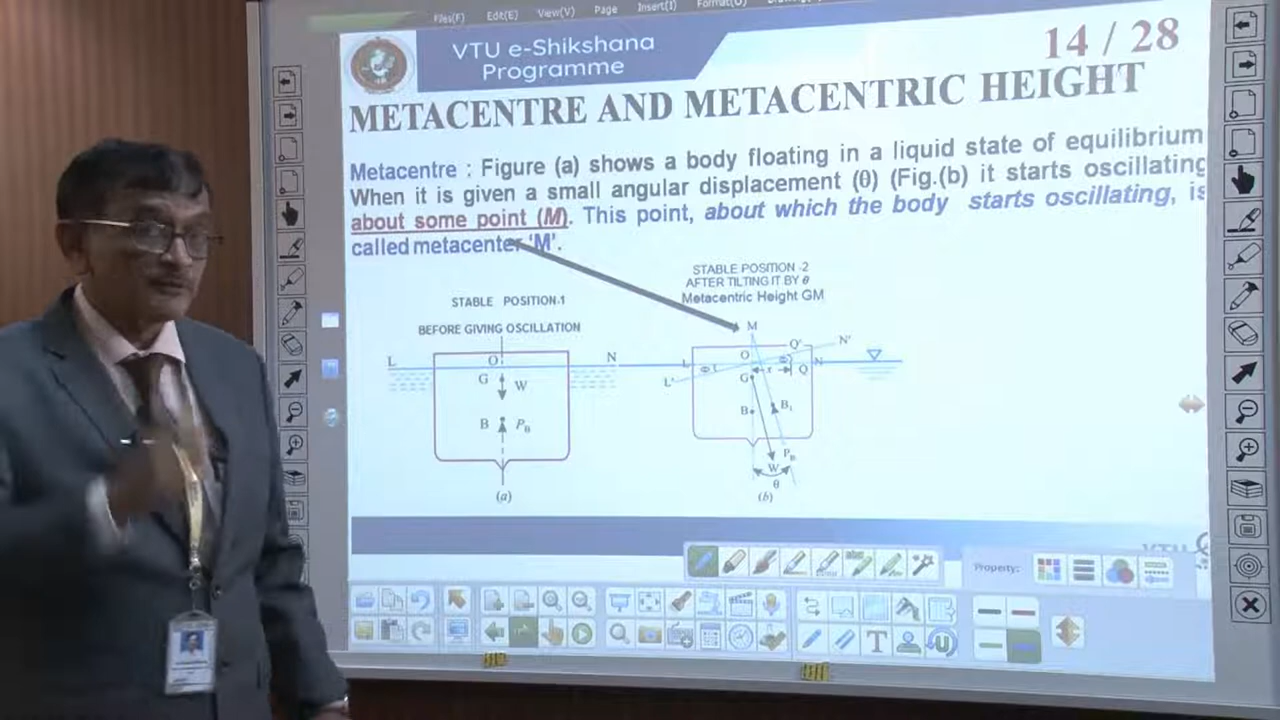 Files(F) Edit(E) View(V) Page Insert(I) Format(O)
VTU e-Shikshana
Programme
14 / 28
METACENTRE AND METACENTRIC HEIGHT
Metacentre : Figure (a) shows a body floating in a liquid state of equilibrium
When it is given a small angular displacement (θ) (Fig.(b) it starts oscillating
about some point (M). This point, about which the body starts oscillating, is
called metacenter 'M'.
STABLE POSITION-1
BEFORE GIVING OSCILLATION
L O N
G W
B P_B
(a)
STABLE POSITION -2
AFTER TILTING IT BY θ
Metacentric Height GM
M
Q' N'
L O N
L' G x Q
B B₁
P_B
W
θ
(b)
VTU
Property:
T